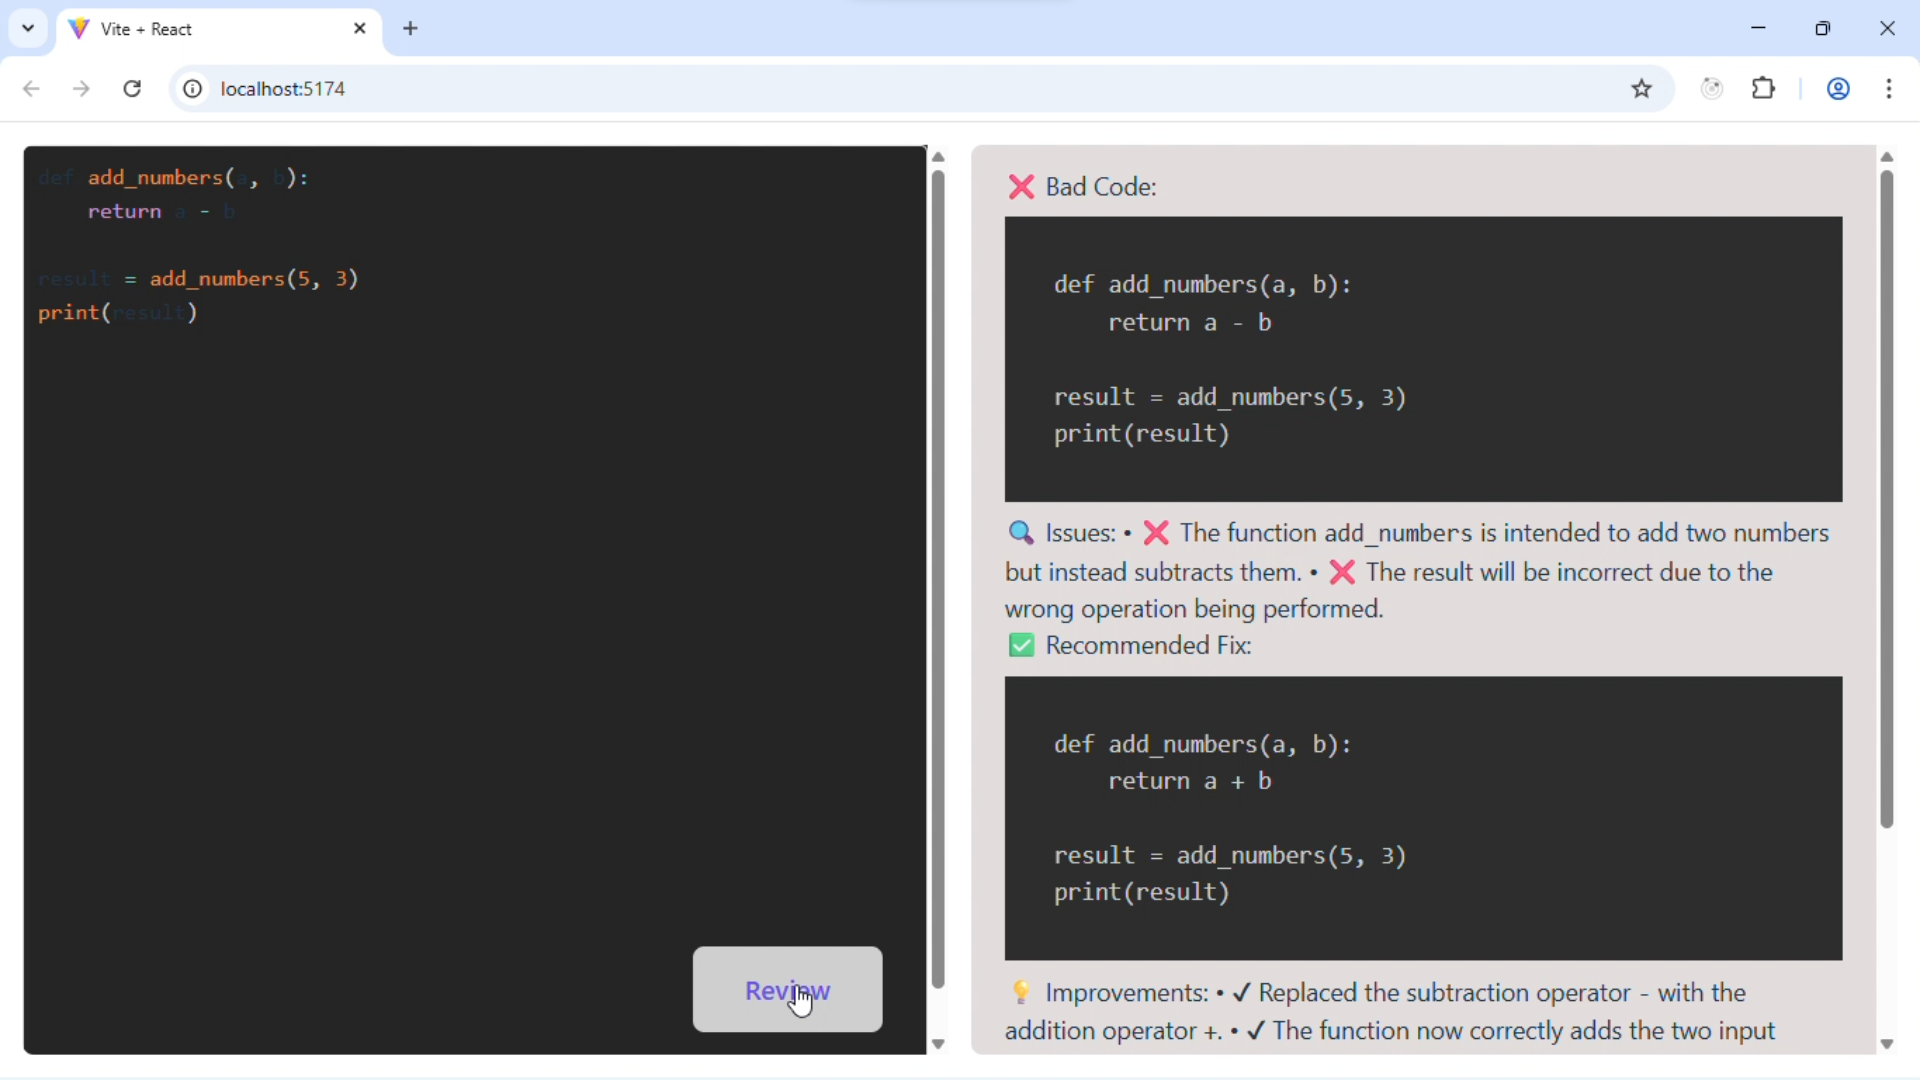 Vite + React
localhost:5174
def add_numbers(a, b):
    return a - b
result = add_numbers(5, 3)
print(result)
Review
❌ Bad Code:
def add_numbers(a, b):
    return a - b
result = add_numbers(5, 3)
print(result)
🔍 Issues: • ❌ The function add_numbers is intended to add two numbers
but instead subtracts them. • ❌ The result will be incorrect due to the
wrong operation being performed.
✅ Recommended Fix:
def add_numbers(a, b):
    return a + b
result = add_numbers(5, 3)
print(result)
💡 Improvements: • ✔ Replaced the subtraction operator - with the
addition operator +. • ✔ The function now correctly adds the two input